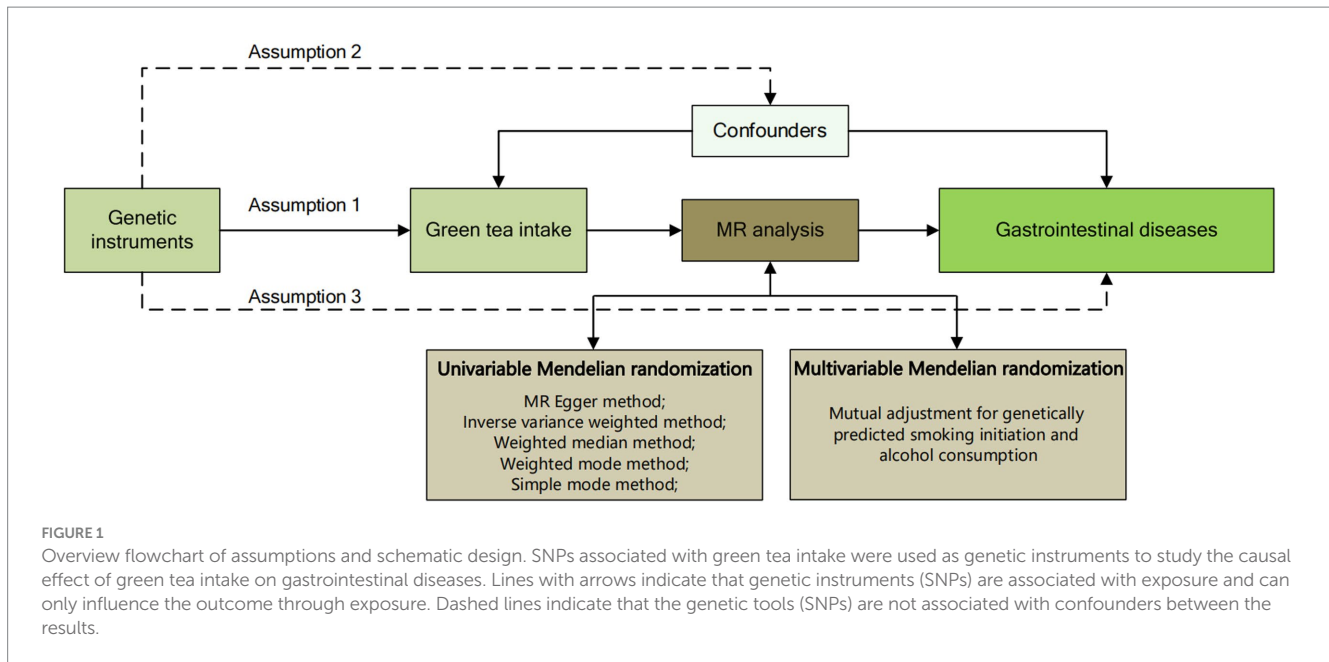 Assumption 2
Confounders
Genetic
instruments
Assumption 1
Green tea intake
MR analysis
Gastrointestinal diseases
Assumption 3
Univariable Mendelian randomization
MR Egger method;
Inverse variance weighted method;
Weighted median method;
Weighted mode method;
Simple mode method;
Multivariable Mendelian randomization
Mutual adjustment for genetically
predicted smoking initiation and
alcohol consumption
FIGURE 1
Overview flowchart of assumptions and schematic design. SNPs associated with green tea intake were used as genetic instruments to study the causal
effect of green tea intake on gastrointestinal diseases. Lines with arrows indicate that genetic instruments (SNPs) are associated with exposure and can
only influence the outcome through exposure. Dashed lines indicate that the genetic tools (SNPs) are not associated with confounders between the
results.